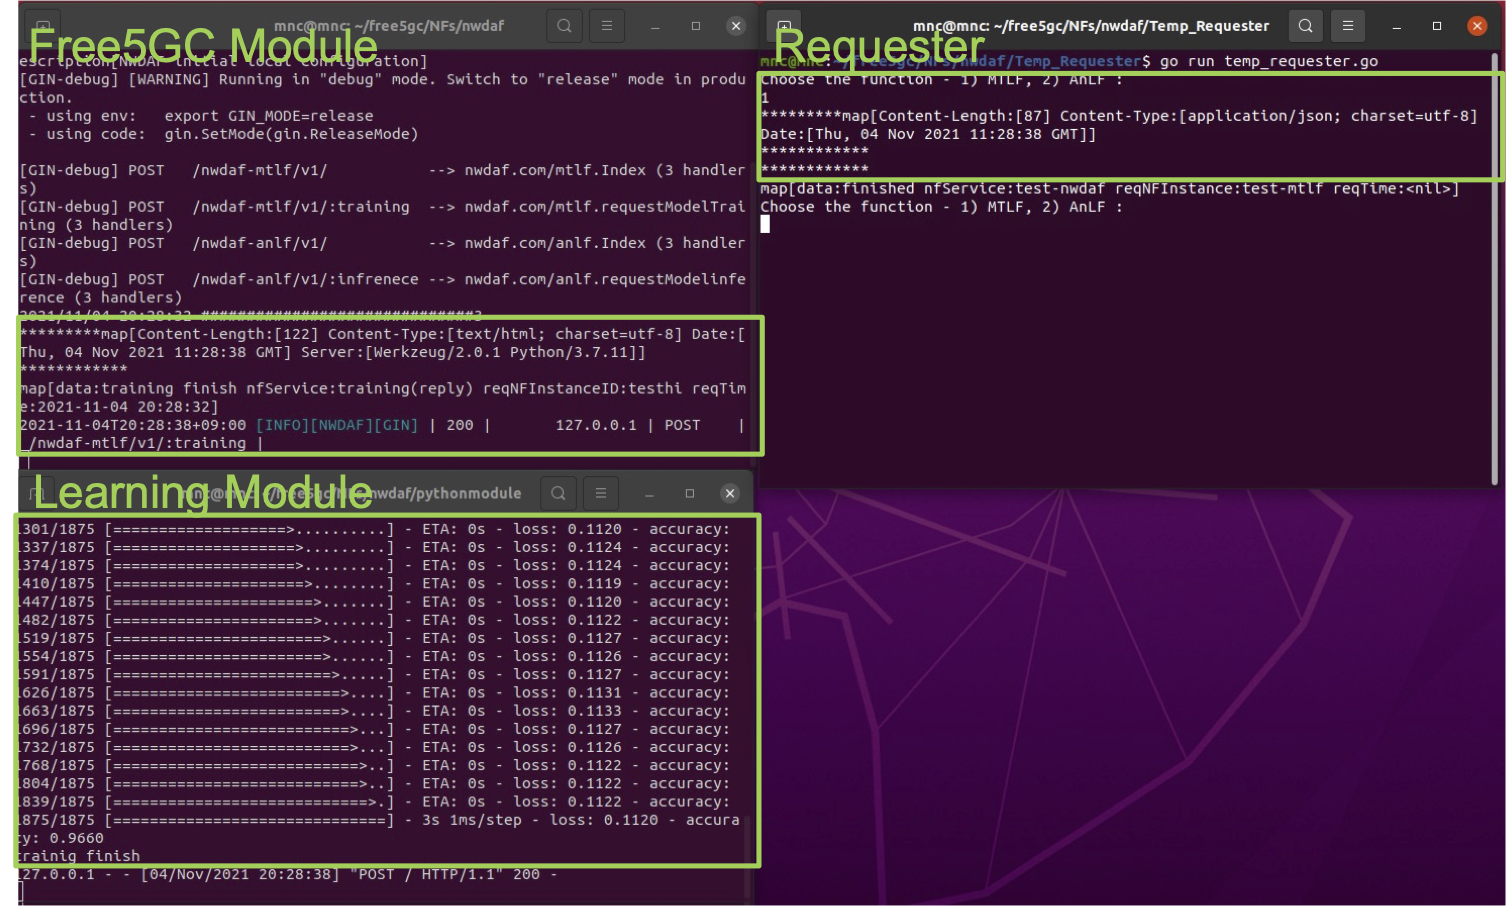 mnc@mnc: ~/free5gc/NFs/nwdaf
Free5GC Module
escription[NWDAF initial local configuration]
[GIN-debug] [WARNING] Running in "debug" mode. Switch to "release" mode in produ
ction.
- using env:   export GIN_MODE=release
- using code:  gin.SetMode(gin.ReleaseMode)
[GIN-debug] POST   /nwdaf-mtlf/v1/           --> nwdaf.com/mtlf.Index (3 handler
s)
[GIN-debug] POST   /nwdaf-mtlf/v1/:training  --> nwdaf.com/mtlf.requestModelTrai
ning (3 handlers)
[GIN-debug] POST   /nwdaf-anlf/v1/           --> nwdaf.com/anlf.Index (3 handler
s)
[GIN-debug] POST   /nwdaf-anlf/v1/:infrenece --> nwdaf.com/anlf.requestModelinfe
rence (3 handlers)
2021/11/04 20:28:32 ##############################3
*********map[Content-Length:[122] Content-Type:[text/html; charset=utf-8] Date:[
Thu, 04 Nov 2021 11:28:38 GMT] Server:[Werkzeug/2.0.1 Python/3.7.11]]
************
map[data:training finish nfService:training(reply) reqNFInstanceID:testhi reqTim
e:2021-11-04 20:28:32]
2021-11-04T20:28:38+09:00 [INFO][NWDAF][GIN] | 200 |       127.0.0.1 | POST    |
_/nwdaf-mtlf/v1/:training |
mnc@mnc: ~/free5gc/NFs/nwdaf/Temp_Requester
Requester
mnc@mnc:~/free5gc/NFs/nwdaf/Temp_Requester$ go run temp_requester.go
Choose the function - 1) MTLF, 2) AnLF :
1
*********map[Content-Length:[87] Content-Type:[application/json; charset=utf-8]
Date:[Thu, 04 Nov 2021 11:28:38 GMT]]
************
************
map[data:finished nfService:test-nwdaf reqNFInstance:test-mtlf reqTime:<nil>]
Choose the function - 1) MTLF, 2) AnLF :
mnc@mnc: ~/free5gc/NFs/nwdaf/pythonmodule
Learning Module
1301/1875 [===================>..........] - ETA: 0s - loss: 0.1120 - accuracy:
1337/1875 [====================>.........] - ETA: 0s - loss: 0.1124 - accuracy:
1374/1875 [====================>.........] - ETA: 0s - loss: 0.1124 - accuracy:
1410/1875 [=====================>........] - ETA: 0s - loss: 0.1119 - accuracy:
1447/1875 [======================>.......] - ETA: 0s - loss: 0.1120 - accuracy:
1482/1875 [======================>.......] - ETA: 0s - loss: 0.1122 - accuracy:
1519/1875 [=======================>......] - ETA: 0s - loss: 0.1127 - accuracy:
1554/1875 [=======================>......] - ETA: 0s - loss: 0.1126 - accuracy:
1591/1875 [========================>.....] - ETA: 0s - loss: 0.1127 - accuracy:
1626/1875 [=========================>....] - ETA: 0s - loss: 0.1131 - accuracy:
1663/1875 [=========================>....] - ETA: 0s - loss: 0.1133 - accuracy:
1696/1875 [==========================>...] - ETA: 0s - loss: 0.1127 - accuracy:
1732/1875 [==========================>...] - ETA: 0s - loss: 0.1126 - accuracy:
1768/1875 [===========================>..] - ETA: 0s - loss: 0.1122 - accuracy:
1804/1875 [===========================>..] - ETA: 0s - loss: 0.1122 - accuracy:
1839/1875 [============================>.] - ETA: 0s - loss: 0.1122 - accuracy:
1875/1875 [==============================] - 3s 1ms/step - loss: 0.1120 - accura
cy: 0.9660
trainig finish
127.0.0.1 - - [04/Nov/2021 20:28:38] "POST / HTTP/1.1" 200 -